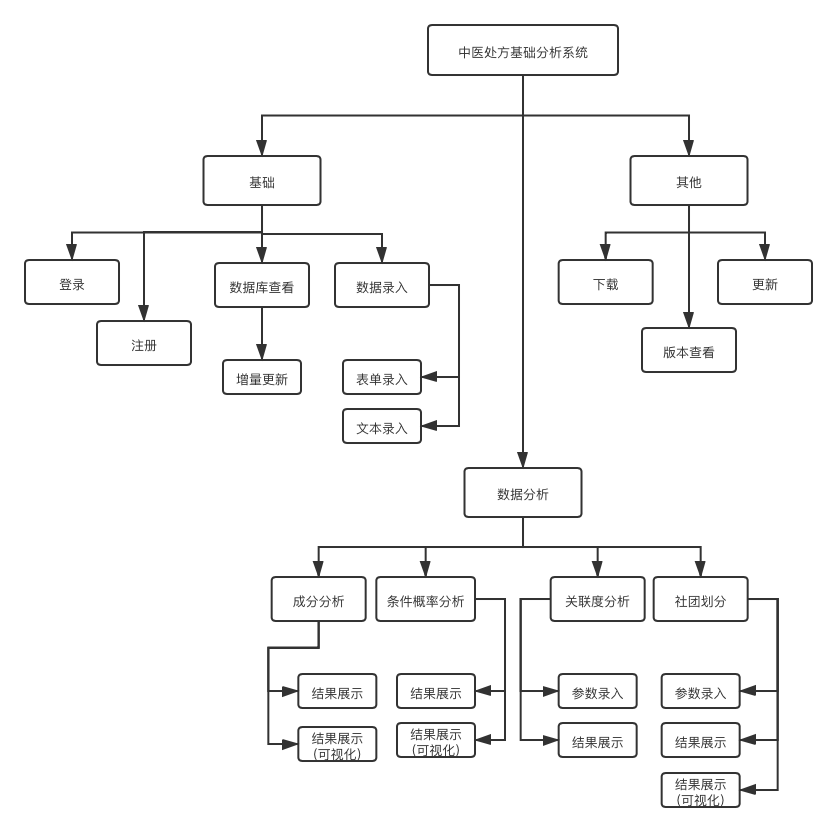 中医处方基础分析系统
基础
其他
登录
数据库查看
数据录入
下载
更新
注册
版本查看
增量更新
表单录入
文本录入
数据分析
成分分析
条件概率分析
关联度分析
社团划分
结果展示
结果展示
参数录入
参数录入
结果展示
(可视化)
结果展示
(可视化)
结果展示
结果展示
结果展示
(可视化)